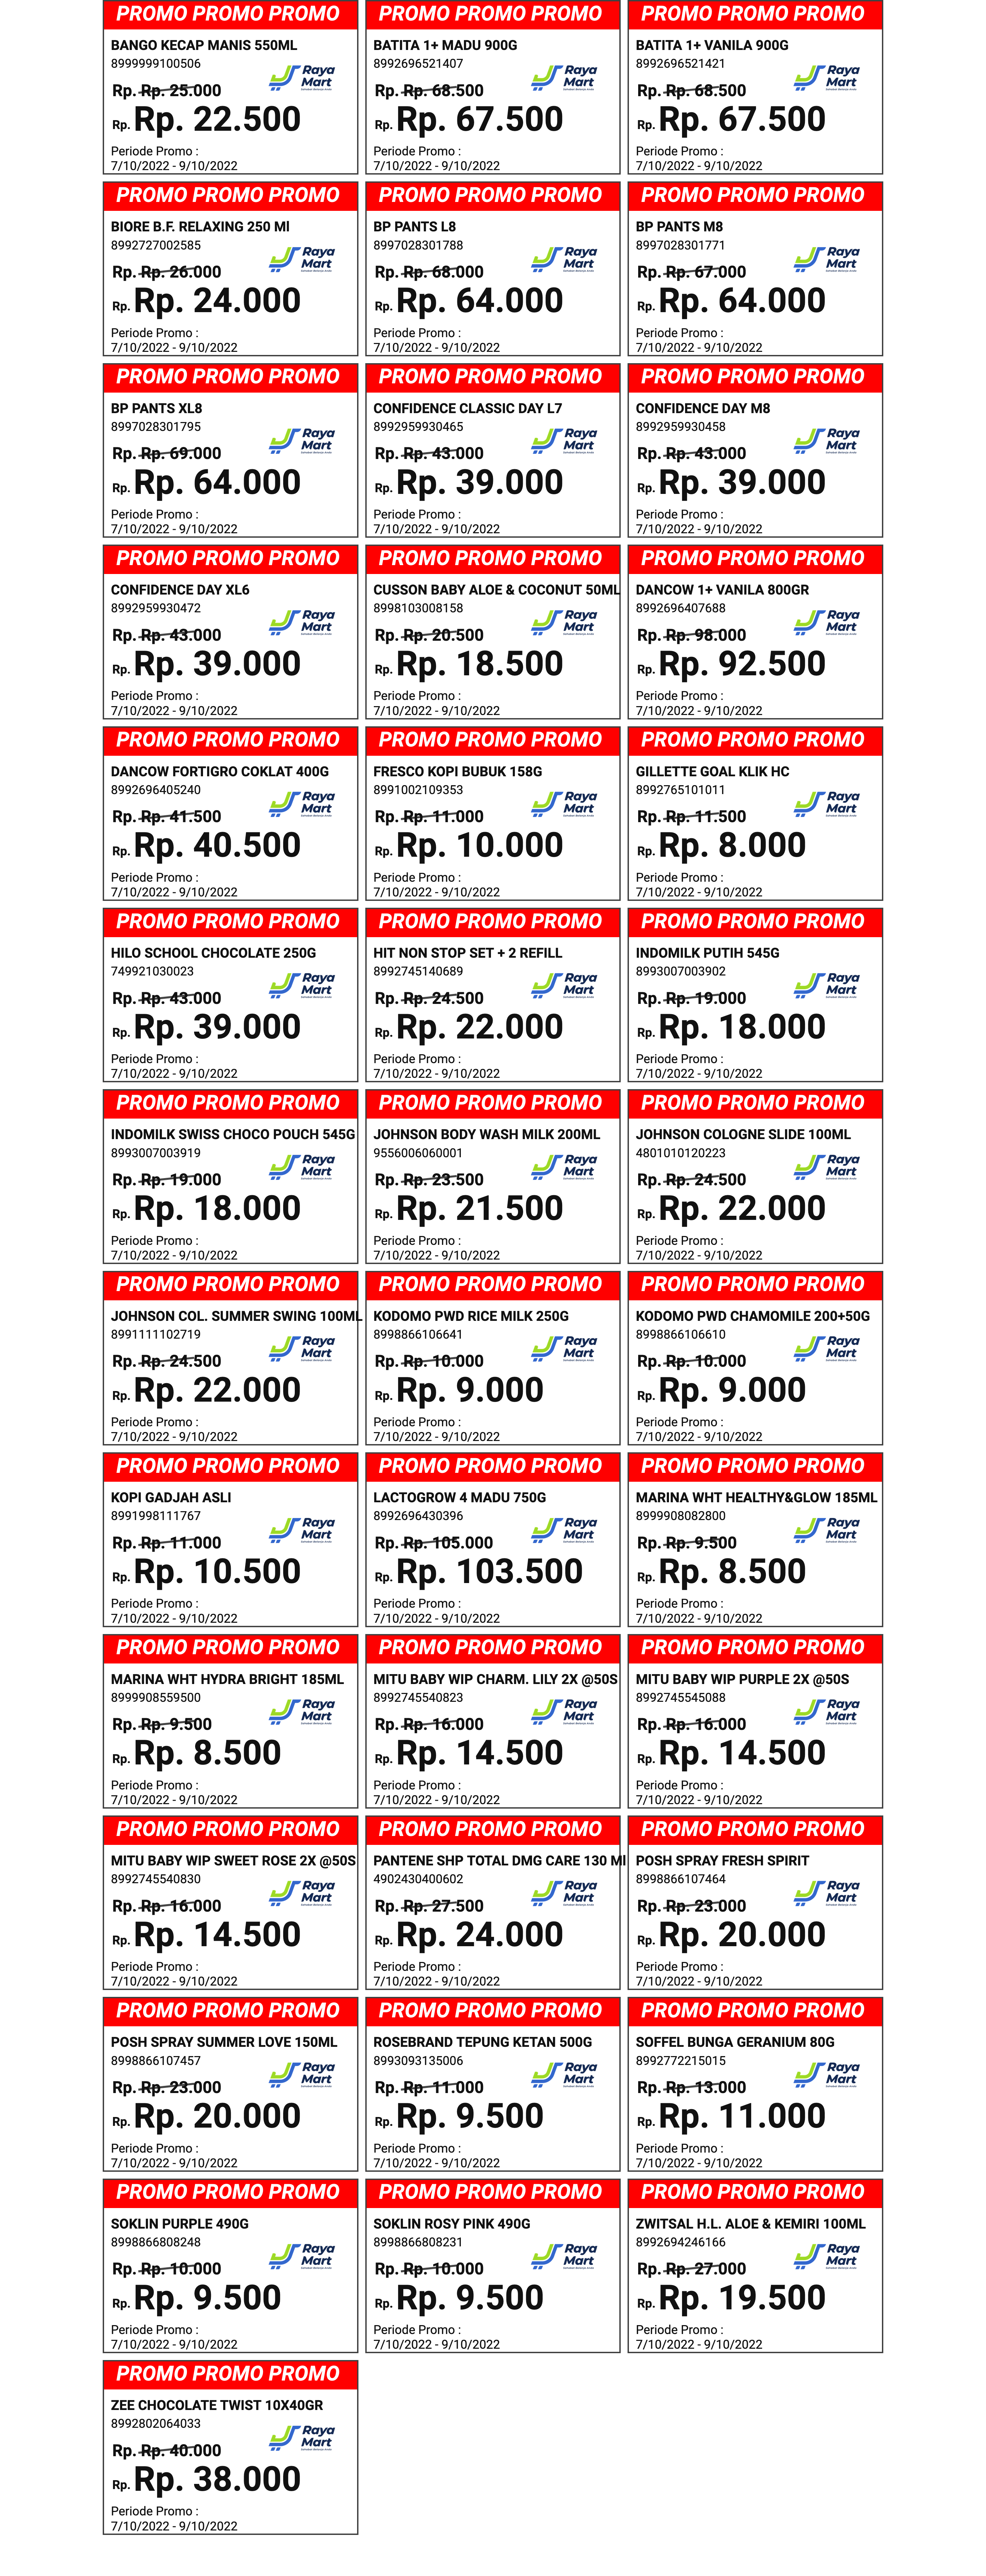 PROMO PROMO PROMO
BANGO KECAP MANIS 550ML
8999999100506
Raya Mart
Rp. Rp. 25.000
Rp. Rp. 22.500
Periode Promo :
7/10/2022 - 9/10/2022
PROMO PROMO PROMO
BATITA 1+ MADU 900G
8992696521407
Raya Mart
Rp. Rp. 68.500
Rp. Rp. 67.500
Periode Promo :
7/10/2022 - 9/10/2022
PROMO PROMO PROMO
BATITA 1+ VANILA 900G
8992696521421
Raya Mart
Rp. Rp. 68.500
Rp. Rp. 67.500
Periode Promo :
7/10/2022 - 9/10/2022
PROMO PROMO PROMO
BIORE B.F. RELAXING 250 Ml
8992727002585
Raya Mart
Rp. Rp. 26.000
Rp. Rp. 24.000
Periode Promo :
7/10/2022 - 9/10/2022
PROMO PROMO PROMO
BP PANTS L8
8997028301788
Raya Mart
Rp. Rp. 68.000
Rp. Rp. 64.000
Periode Promo :
7/10/2022 - 9/10/2022
PROMO PROMO PROMO
BP PANTS M8
8997028301771
Raya Mart
Rp. Rp. 67.000
Rp. Rp. 64.000
Periode Promo :
7/10/2022 - 9/10/2022
PROMO PROMO PROMO
BP PANTS XL8
8997028301795
Raya Mart
Rp. Rp. 69.000
Rp. Rp. 64.000
Periode Promo :
7/10/2022 - 9/10/2022
PROMO PROMO PROMO
CONFIDENCE CLASSIC DAY L7
8992959930465
Raya Mart
Rp. Rp. 43.000
Rp. Rp. 39.000
Periode Promo :
7/10/2022 - 9/10/2022
PROMO PROMO PROMO
CONFIDENCE DAY M8
8992959930458
Raya Mart
Rp. Rp. 43.000
Rp. Rp. 39.000
Periode Promo :
7/10/2022 - 9/10/2022
PROMO PROMO PROMO
CONFIDENCE DAY XL6
8992959930472
Raya Mart
Rp. Rp. 43.000
Rp. Rp. 39.000
Periode Promo :
7/10/2022 - 9/10/2022
PROMO PROMO PROMO
CUSSON BABY ALOE & COCONUT 50ML
8998103008158
Raya Mart
Rp. Rp. 20.500
Rp. Rp. 18.500
Periode Promo :
7/10/2022 - 9/10/2022
PROMO PROMO PROMO
DANCOW 1+ VANILA 800GR
8992696407688
Raya Mart
Rp. Rp. 98.000
Rp. Rp. 92.500
Periode Promo :
7/10/2022 - 9/10/2022
PROMO PROMO PROMO
DANCOW FORTIGRO COKLAT 400G
8992696405240
Raya Mart
Rp. Rp. 41.500
Rp. Rp. 40.500
Periode Promo :
7/10/2022 - 9/10/2022
PROMO PROMO PROMO
FRESCO KOPI BUBUK 158G
8991002109353
Raya Mart
Rp. Rp. 11.000
Rp. Rp. 10.000
Periode Promo :
7/10/2022 - 9/10/2022
PROMO PROMO PROMO
GILLETTE GOAL KLIK HC
8992765101011
Raya Mart
Rp. Rp. 11.500
Rp. Rp. 8.000
Periode Promo :
7/10/2022 - 9/10/2022
PROMO PROMO PROMO
HILO SCHOOL CHOCOLATE 250G
749921030023
Raya Mart
Rp. Rp. 43.000
Rp. Rp. 39.000
Periode Promo :
7/10/2022 - 9/10/2022
PROMO PROMO PROMO
HIT NON STOP SET + 2 REFILL
8992745140689
Raya Mart
Rp. Rp. 24.500
Rp. Rp. 22.000
Periode Promo :
7/10/2022 - 9/10/2022
PROMO PROMO PROMO
INDOMILK PUTIH 545G
8993007003902
Raya Mart
Rp. Rp. 19.000
Rp. Rp. 18.000
Periode Promo :
7/10/2022 - 9/10/2022
PROMO PROMO PROMO
INDOMILK SWISS CHOCO POUCH 545G
8993007003919
Raya Mart
Rp. Rp. 19.000
Rp. Rp. 18.000
Periode Promo :
7/10/2022 - 9/10/2022
PROMO PROMO PROMO
JOHNSON BODY WASH MILK 200ML
9556006060001
Raya Mart
Rp. Rp. 23.500
Rp. Rp. 21.500
Periode Promo :
7/10/2022 - 9/10/2022
PROMO PROMO PROMO
JOHNSON COLOGNE SLIDE 100ML
4801010120223
Raya Mart
Rp. Rp. 24.500
Rp. Rp. 22.000
Periode Promo :
7/10/2022 - 9/10/2022
PROMO PROMO PROMO
JOHNSON COL. SUMMER SWING 100ML
8991111102719
Raya Mart
Rp. Rp. 24.500
Rp. Rp. 22.000
Periode Promo :
7/10/2022 - 9/10/2022
PROMO PROMO PROMO
KODOMO PWD RICE MILK 250G
8998866106641
Raya Mart
Rp. Rp. 10.000
Rp. Rp. 9.000
Periode Promo :
7/10/2022 - 9/10/2022
PROMO PROMO PROMO
KODOMO PWD CHAMOMILE 200+50G
8998866106610
Raya Mart
Rp. Rp. 10.000
Rp. Rp. 9.000
Periode Promo :
7/10/2022 - 9/10/2022
PROMO PROMO PROMO
KOPI GADJAH ASLI
8991998111767
Raya Mart
Rp. Rp. 11.000
Rp. Rp. 10.500
Periode Promo :
7/10/2022 - 9/10/2022
PROMO PROMO PROMO
LACTOGROW 4 MADU 750G
8992696430396
Raya Mart
Rp. Rp. 105.000
Rp. Rp. 103.500
Periode Promo :
7/10/2022 - 9/10/2022
PROMO PROMO PROMO
MARINA WHT HEALTHY&GLOW 185ML
8999908082800
Raya Mart
Rp. Rp. 9.500
Rp. Rp. 8.500
Periode Promo :
7/10/2022 - 9/10/2022
PROMO PROMO PROMO
MARINA WHT HYDRA BRIGHT 185ML
8999908559500
Raya Mart
Rp. Rp. 9.500
Rp. Rp. 8.500
Periode Promo :
7/10/2022 - 9/10/2022
PROMO PROMO PROMO
MITU BABY WIP CHARM. LILY 2X @50S
8992745540823
Raya Mart
Rp. Rp. 16.000
Rp. Rp. 14.500
Periode Promo :
7/10/2022 - 9/10/2022
PROMO PROMO PROMO
MITU BABY WIP PURPLE 2X @50S
8992745545088
Raya Mart
Rp. Rp. 16.000
Rp. Rp. 14.500
Periode Promo :
7/10/2022 - 9/10/2022
PROMO PROMO PROMO
MITU BABY WIP SWEET ROSE 2X @50S
8992745540830
Raya Mart
Rp. Rp. 16.000
Rp. Rp. 14.500
Periode Promo :
7/10/2022 - 9/10/2022
PROMO PROMO PROMO
PANTENE SHP TOTAL DMG CARE 130 Ml
4902430400602
Raya Mart
Rp. Rp. 27.500
Rp. Rp. 24.000
Periode Promo :
7/10/2022 - 9/10/2022
PROMO PROMO PROMO
POSH SPRAY FRESH SPIRIT
8998866107464
Raya Mart
Rp. Rp. 23.000
Rp. Rp. 20.000
Periode Promo :
7/10/2022 - 9/10/2022
PROMO PROMO PROMO
POSH SPRAY SUMMER LOVE 150ML
8998866107457
Raya Mart
Rp. Rp. 23.000
Rp. Rp. 20.000
Periode Promo :
7/10/2022 - 9/10/2022
PROMO PROMO PROMO
ROSEBRAND TEPUNG KETAN 500G
8993093135006
Raya Mart
Rp. Rp. 11.000
Rp. Rp. 9.500
Periode Promo :
7/10/2022 - 9/10/2022
PROMO PROMO PROMO
SOFFEL BUNGA GERANIUM 80G
8992772215015
Raya Mart
Rp. Rp. 13.000
Rp. Rp. 11.000
Periode Promo :
7/10/2022 - 9/10/2022
PROMO PROMO PROMO
SOKLIN PURPLE 490G
8998866808248
Raya Mart
Rp. Rp. 10.000
Rp. Rp. 9.500
Periode Promo :
7/10/2022 - 9/10/2022
PROMO PROMO PROMO
SOKLIN ROSY PINK 490G
8998866808231
Raya Mart
Rp. Rp. 10.000
Rp. Rp. 9.500
Periode Promo :
7/10/2022 - 9/10/2022
PROMO PROMO PROMO
ZWITSAL H.L. ALOE & KEMIRI 100ML
8992694246166
Raya Mart
Rp. Rp. 27.000
Rp. Rp. 19.500
Periode Promo :
7/10/2022 - 9/10/2022
PROMO PROMO PROMO
ZEE CHOCOLATE TWIST 10X40GR
8992802064033
Raya Mart
Rp. Rp. 40.000
Rp. Rp. 38.000
Periode Promo :
7/10/2022 - 9/10/2022